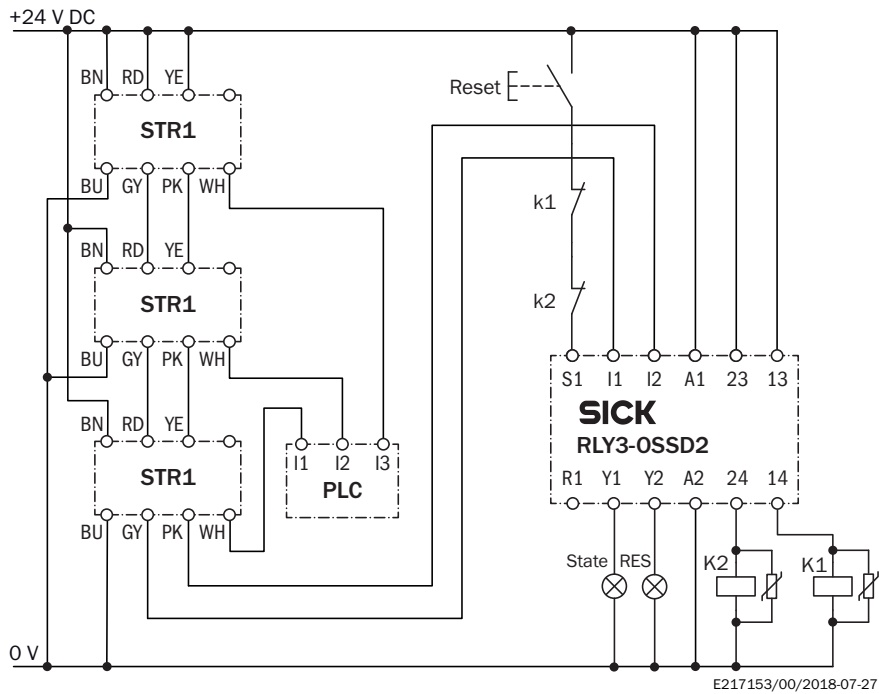 +24 V DC
BN RD YE
STR1
BU GY PK WH
BN RD YE
STR1
BU GY PK WH
BN RD YE
STR1
BU GY PK WH
I1 I2 I3
PLC
Reset
k1
k2
S1 I1 I2 A1 23 13
SICK
RLY3-OSSD2
R1 Y1 Y2 A2 24 14
State RES K2 K1
0 V
E217153/00/2018-07-27